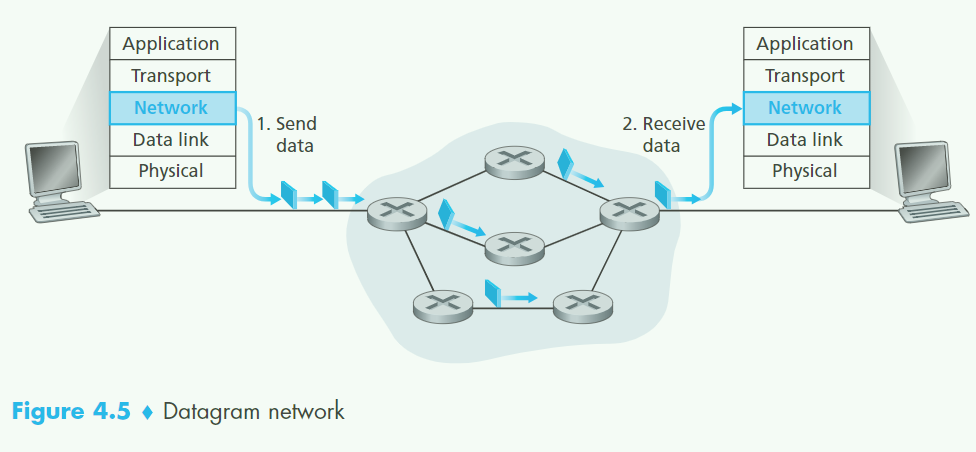 Application
Transport
Network
Data link
Physical
1. Send
data
Application
Transport
Network
Data link
Physical
2. Receive
data
Figure 4.5 ♦ Datagram network